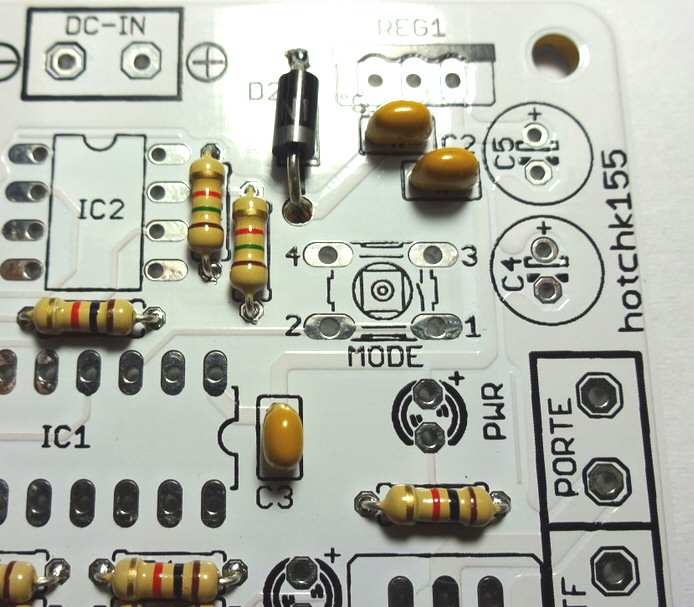 DC-IN
REG1
D2
C2
C5
hotchk155
IC2
4
3
C4
2
1
MODE
IC1
PWR
PORTE
C3